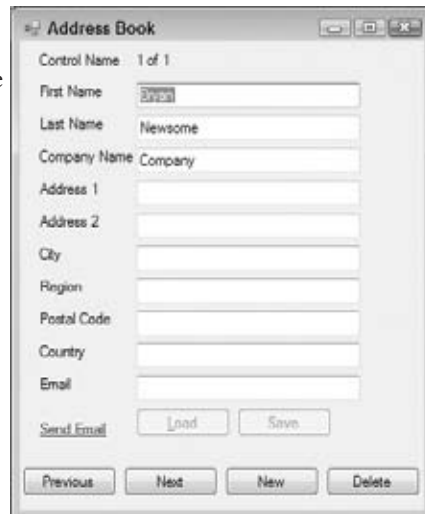 Address Book
Control Name 1 of 1
First Name Bryan
Last Name Newsome
Company Name Company
Address 1
Address 2
City
Region
Postal Code
Country
Email
Send Email Load Save
Previous Next New Delete